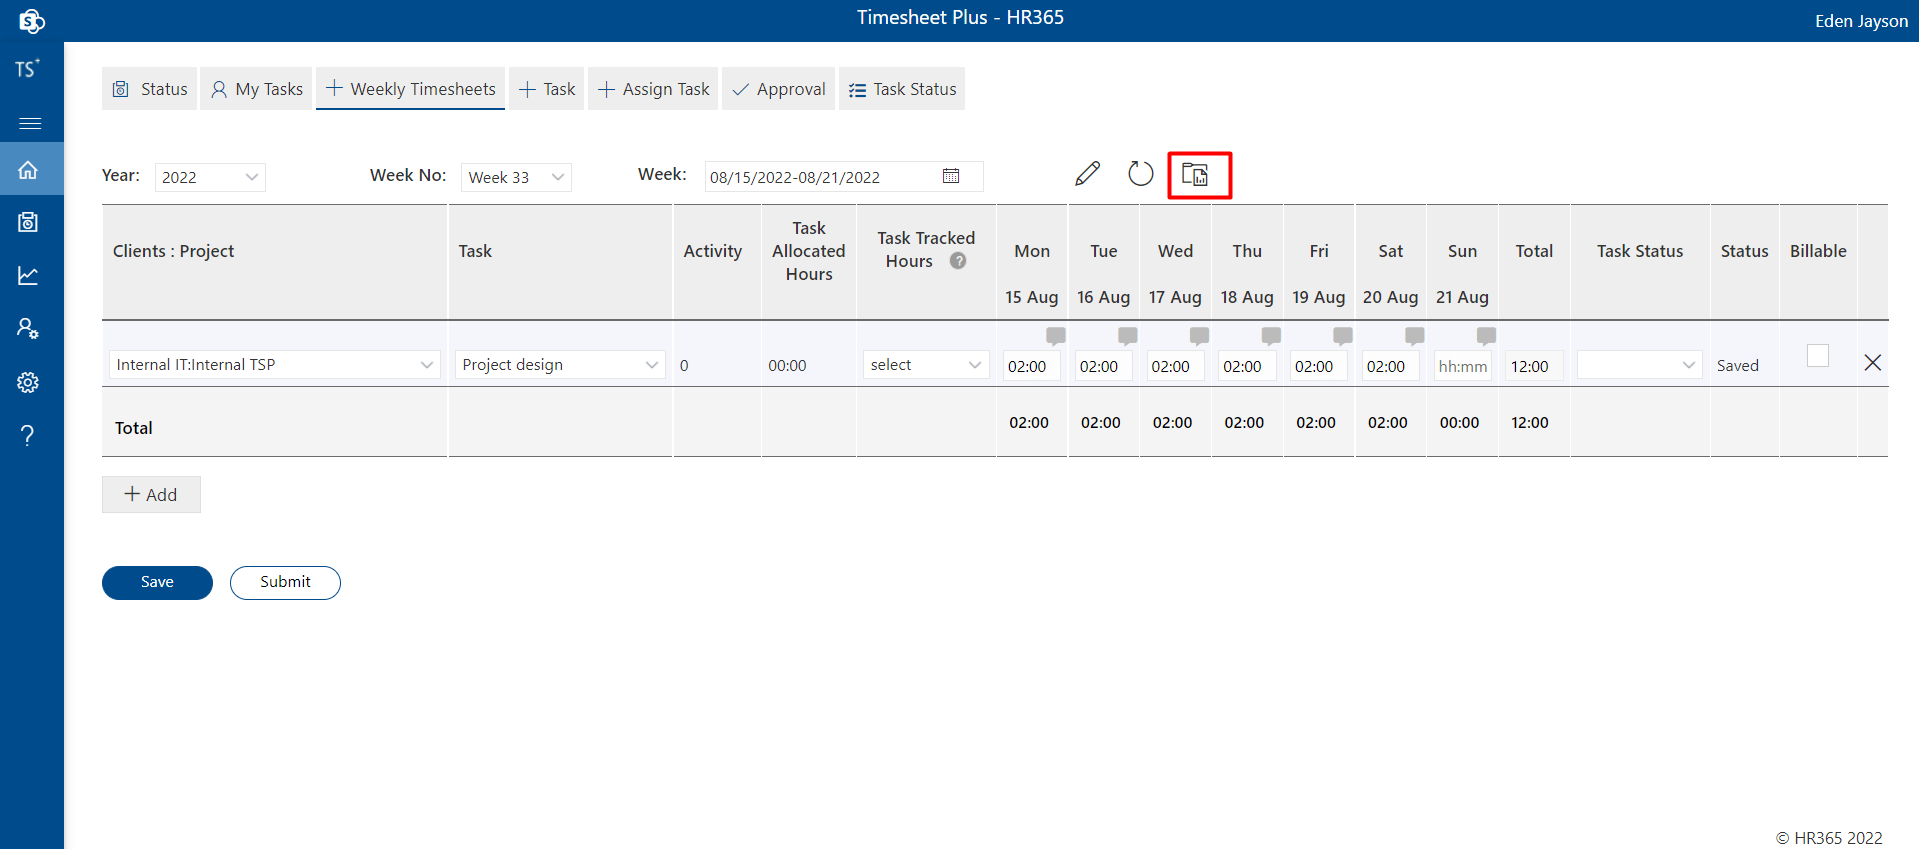 Timesheet Plus - HR365
Eden Jayson
TS+
Status
My Tasks
Weekly Timesheets
Task
Assign Task
Approval
Task Status
Year: 2022
Week No: Week 33
Week: 08/15/2022-08/21/2022
Clients : Project Task Activity Task Allocated Hours Task Tracked Hours ? Mon 15 Aug Tue 16 Aug Wed 17 Aug Thu 18 Aug Fri 19 Aug Sat 20 Aug Sun 21 Aug Total Task Status Status Billable
Internal IT:Internal TSP Project design 0 00:00 select 02:00 02:00 02:00 02:00 02:00 02:00 hh:mm 12:00 Saved
Total 02:00 02:00 02:00 02:00 02:00 02:00 00:00 12:00
+ Add
Save
Submit
© HR365 2022